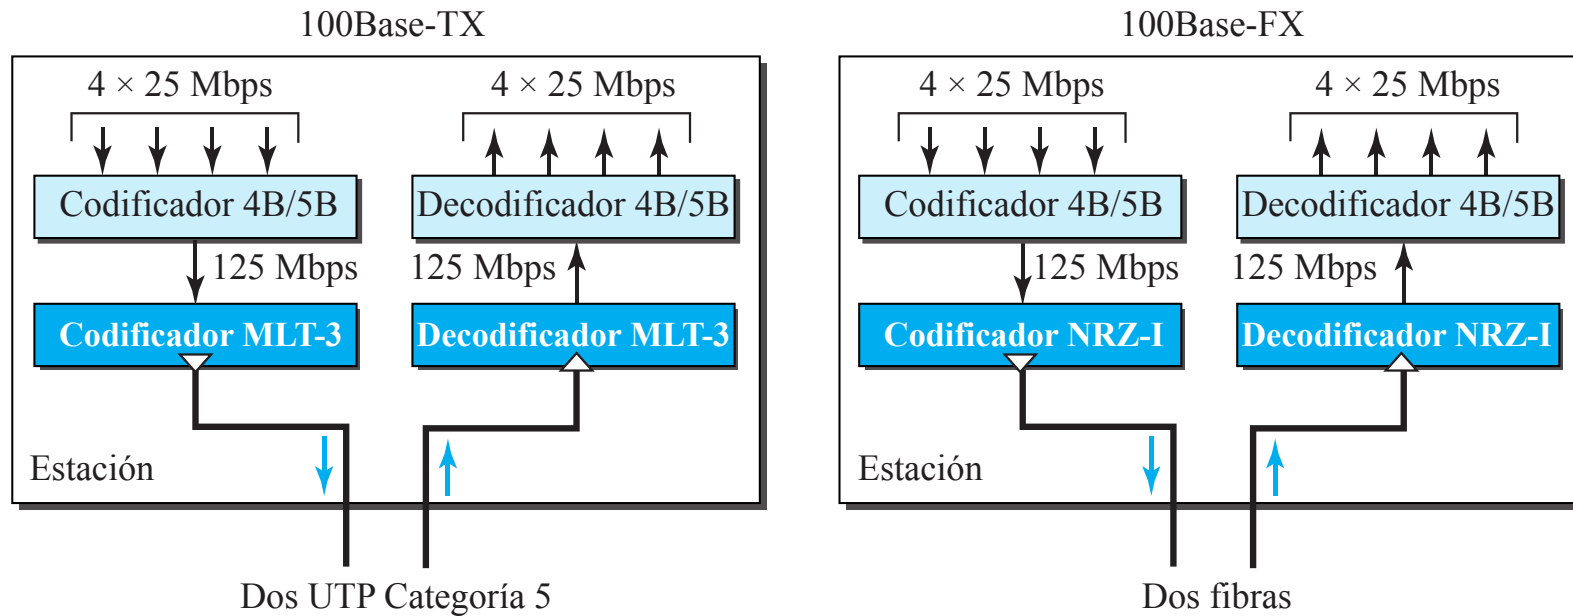 100Base-TX
4 × 25 Mbps
4 × 25 Mbps
Codificador 4B/5B
Decodificador 4B/5B
125 Mbps
125 Mbps
Codificador MLT-3
Decodificador MLT-3
Estación
Dos UTP Categoría 5
100Base-FX
4 × 25 Mbps
4 × 25 Mbps
Codificador 4B/5B
Decodificador 4B/5B
125 Mbps
125 Mbps
Codificador NRZ-I
Decodificador NRZ-I
Estación
Dos fibras